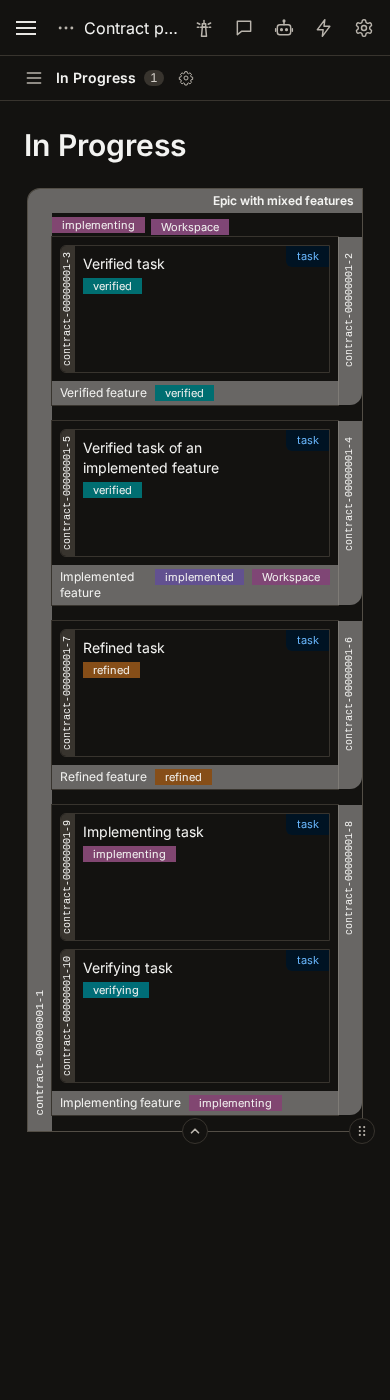 Contract p...
In Progress 1
In Progress
Epic with mixed features
implementing Workspace
contract-00000001-1
contract-00000001-2
contract-00000001-3
task
Verified task
verified
Verified feature verified
contract-00000001-4
contract-00000001-5
task
Verified task of an
implemented feature
verified
Implemented implemented Workspace
feature
contract-00000001-6
contract-00000001-7
task
Refined task
refined
Refined feature refined
contract-00000001-8
contract-00000001-9
task
Implementing task
implementing
contract-00000001-10
task
Verifying task
verifying
Implementing feature implementing